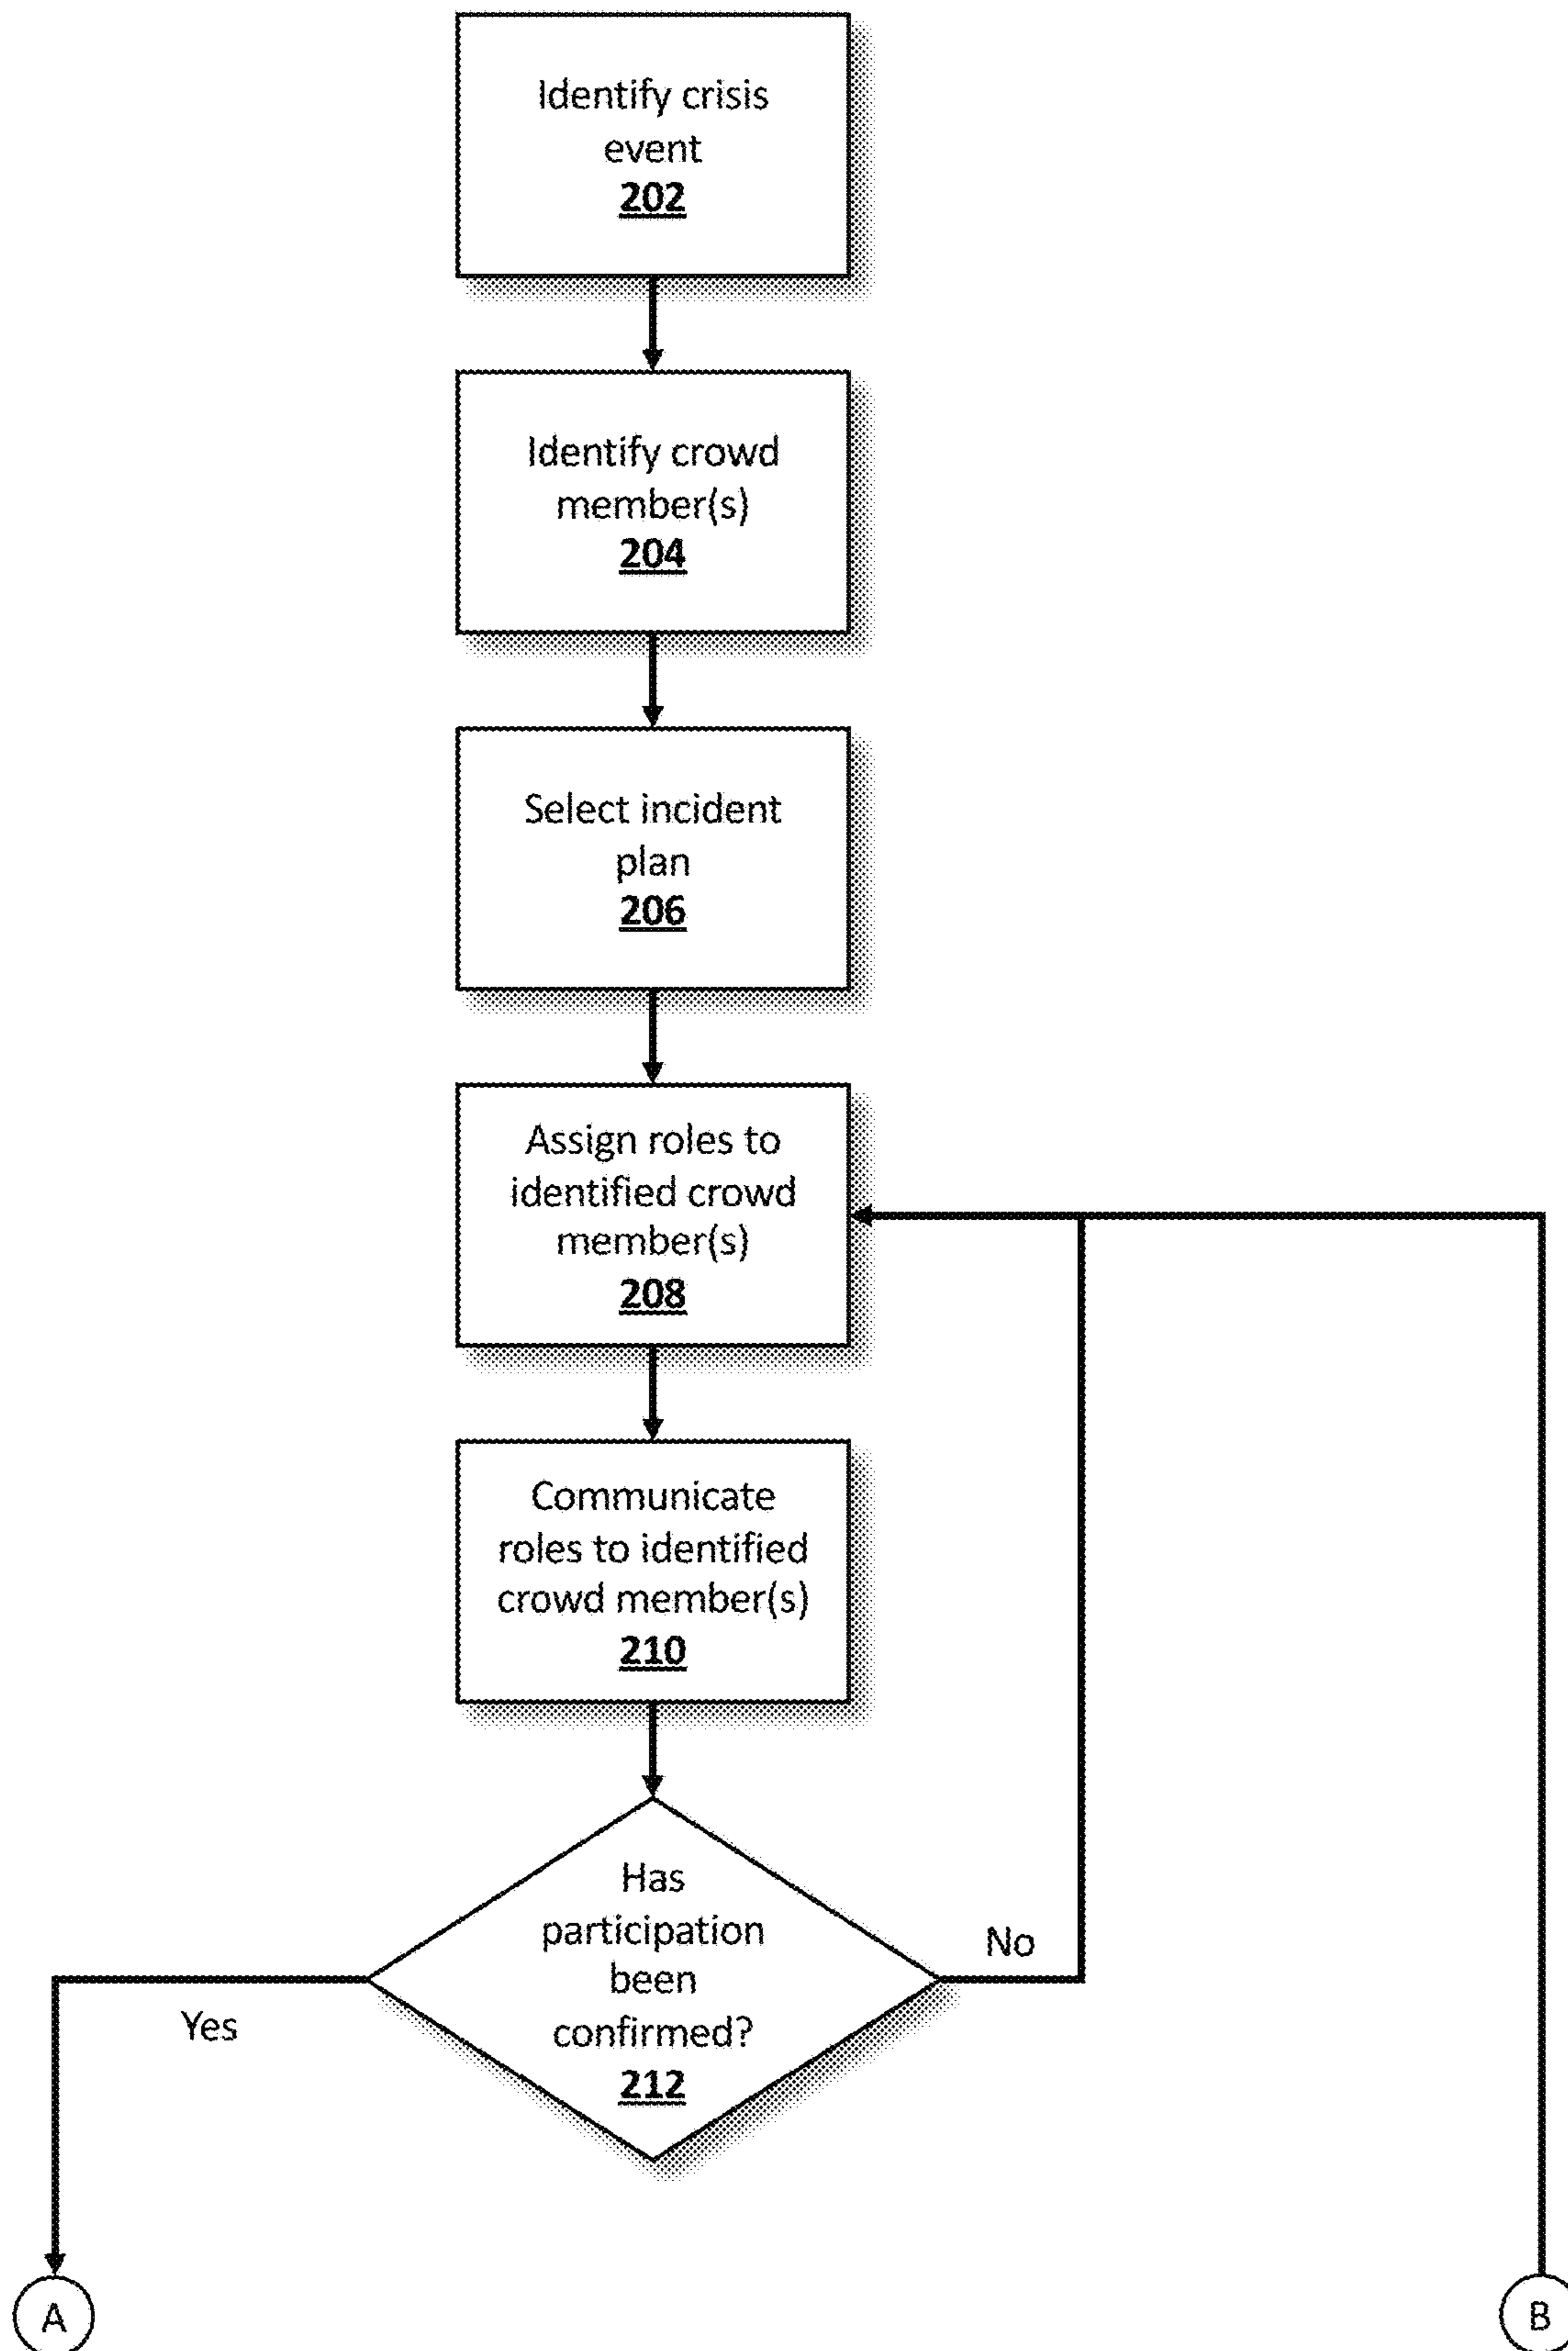 Identify crisis
event
202
Identify crowd
member(s)
204
Select incident
plan
206
Assign roles to
identified crowd
member(s)
208
Communicate
roles to identified
crowd member(s)
210
Has
participation
been
confirmed?
212
No
Yes
A
B